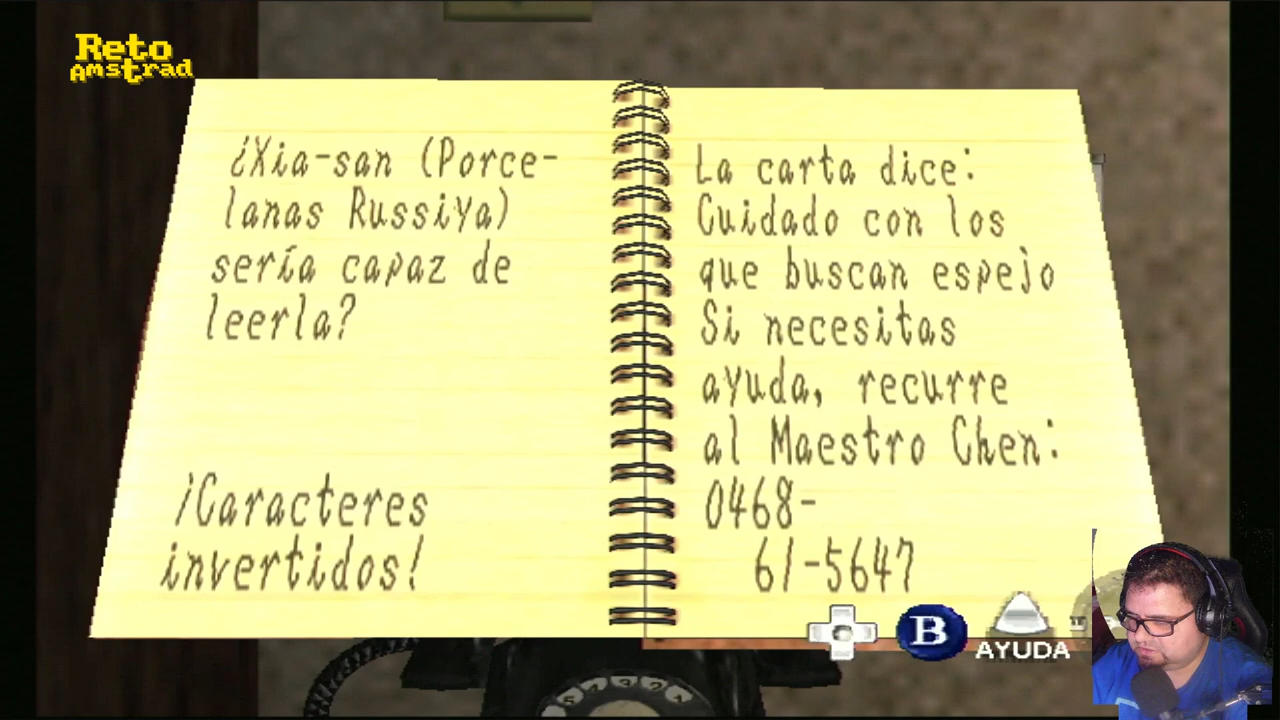 Reto
Amstrad
¿Xia-san (Porce-
lanas Russiya)
sería capaz de
leerla?
¡Caracteres
invertidos!
La carta dice:
Cuidado con los
que buscan espejo
Si necesitas
ayuda, recurre
al Maestro Chen:
0468-
61-5647
B
AYUDA